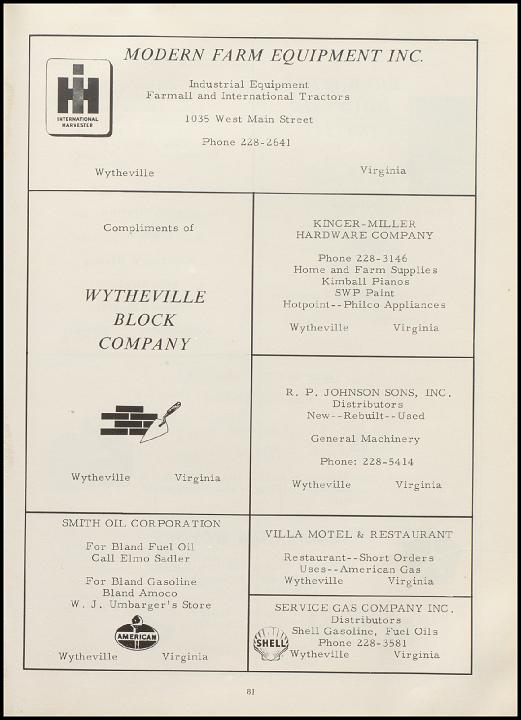 MODERN FARM EQUIPMENT INC.
IH
INTERNATIONAL
HARVESTER
Industrial Equipment
Farmall and International Tractors
1035 West Main Street
Phone 228-2641
Wytheville Virginia
Compliments of
WYTHEVILLE
BLOCK
COMPANY
Wytheville Virginia
KINCER-MILLER
HARDWARE COMPANY
Phone 228-3146
Home and Farm Supplies
Kimball Pianos
SWP Paint
Hotpoint--Philco Appliances
Wytheville Virginia
R. P. JOHNSON SONS, INC.
Distributors
New--Rebuilt--Used
General Machinery
Phone: 228-5414
Wytheville Virginia
SMITH OIL CORPORATION
For Bland Fuel Oil
Call Elmo Sadler
For Bland Gasoline
Bland Amoco
W. J. Umbarger's Store
AMERICAN
Wytheville Virginia
VILLA MOTEL & RESTAURANT
Restaurant--Short Orders
Uses--American Gas
Wytheville Virginia
SERVICE GAS COMPANY INC.
Distributors
Shell Gasoline, Fuel Oils
Phone 228-3581
SHELL
Wytheville Virginia
81